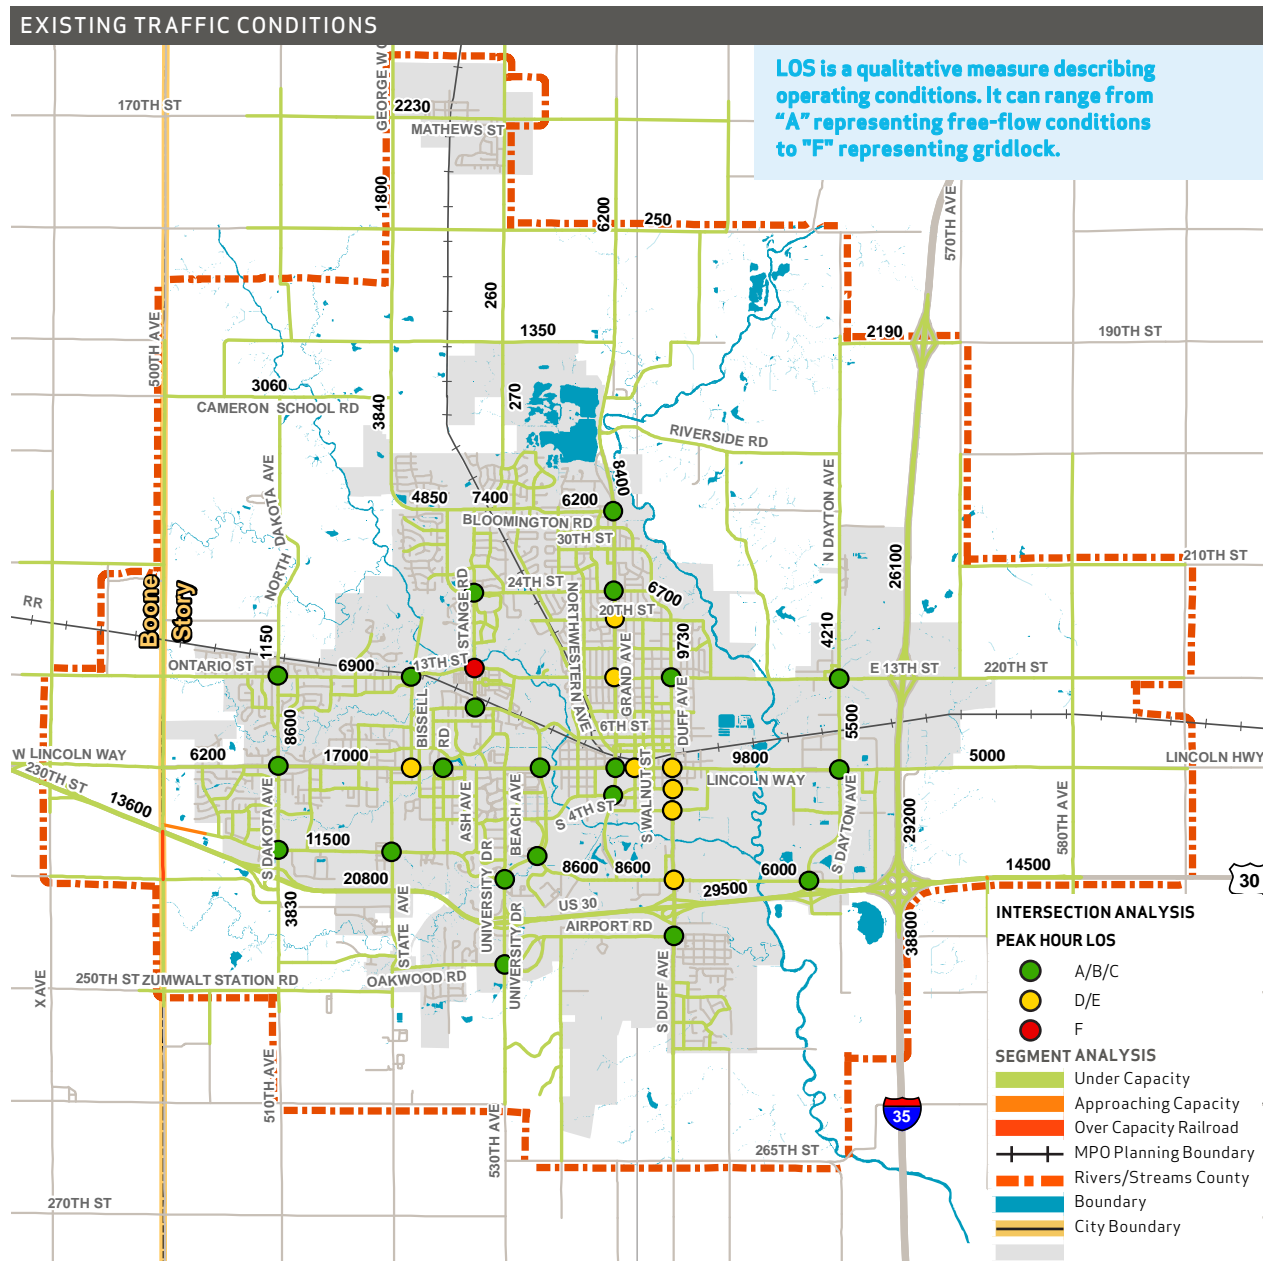 EXISTING TRAFFIC CONDITIONS
LOS is a qualitative measure describing
operating conditions. It can range from
“A” representing free-flow conditions
to "F" representing gridlock.
GEORGE W
170TH ST
2230
MATHEWS ST
1800
6200
250
570TH AVE
260
500TH AVE
1350
2190
190TH ST
3060
CAMERON SCHOOL RD
3840
270
RIVERSIDE RD
8400
NORTH DAKOTA AVE
4850
7400
6200
BLOOMINGTON RD
30TH ST
N DAYTON AVE
26100
210TH ST
RR
Boone
Story
STANGE RD
24TH ST
NORTHWESTERN AVE
6700
20TH ST
1150
9730
4210
ONTARIO ST
6900
13TH ST
GRAND AVE
E 13TH ST
220TH ST
8600
BISSELL
RD
6TH ST
DUFF AVE
5500
W LINCOLN WAY
6200
17000
9800
5000
LINCOLN HWY
230TH ST
LINCOLN WAY
13600
S DAKOTA AVE
ASH AVE
BEACH AVE
S 4TH ST
S WALNUT ST
S DAYTON AVE
29200
580TH AVE
11500
20800
8600
8600
6000
14500
30
3830
STATE AVE
UNIVERSITY DR
UNIVERSITY DR
US 30
29500
AIRPORT RD
38800
X AVE
250TH ST
ZUMWALT STATION RD
OAKWOOD RD
S DUFF AVE
510TH AVE
530TH AVE
265TH ST
270TH ST
35
INTERSECTION ANALYSIS
PEAK HOUR LOS
A/B/C
D/E
F
SEGMENT ANALYSIS
Under Capacity
Approaching Capacity
Over Capacity Railroad
MPO Planning Boundary
Rivers/Streams County
Boundary
City Boundary